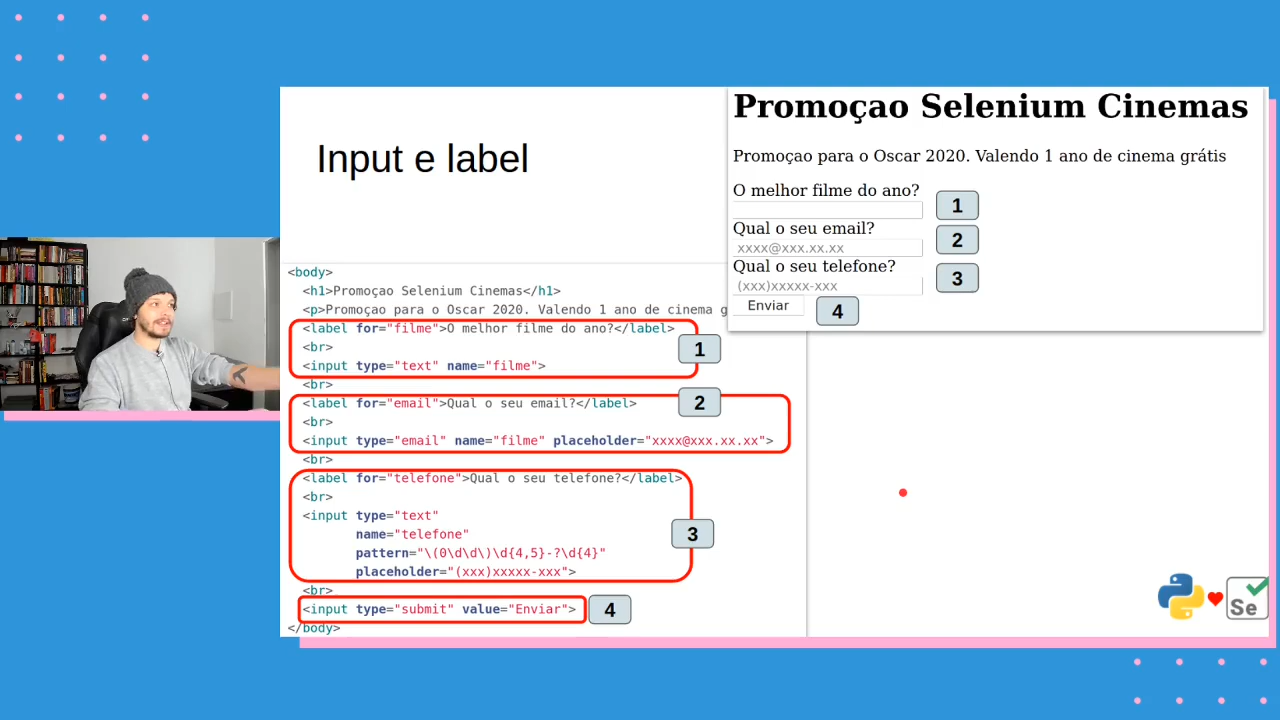 Input e label
Promoçao Selenium Cinemas
Promoçao para o Oscar 2020. Valendo 1 ano de cinema grátis
O melhor filme do ano?
1
Qual o seu email?
2
xxxx@xxx.xx.xx
Qual o seu telefone?
3
(xxx)xxxxx-xxx
Enviar
4
<body>
<h1>Promoçao Selenium Cinemas</h1>
<p>Promoçao para o Oscar 2020. Valendo 1 ano de cinema g
<label for="filme">O melhor filme do ano?</label>
<br>
1
<input type="text" name="filme">
<br>
<label for="email">Qual o seu email?</label>
2
<br>
<input type="email" name="filme" placeholder="xxxx@xxx.xx.xx">
<br>
<label for="telefone">Qual o seu telefone?</label>
<br>
<input type="text"
name="telefone"
3
pattern="\(0\d\d\)\d{4,5}-?\d{4}"
placeholder="(xxx)xxxxx-xxx">
<br>
<input type="submit" value="Enviar">
4
</body>
Se